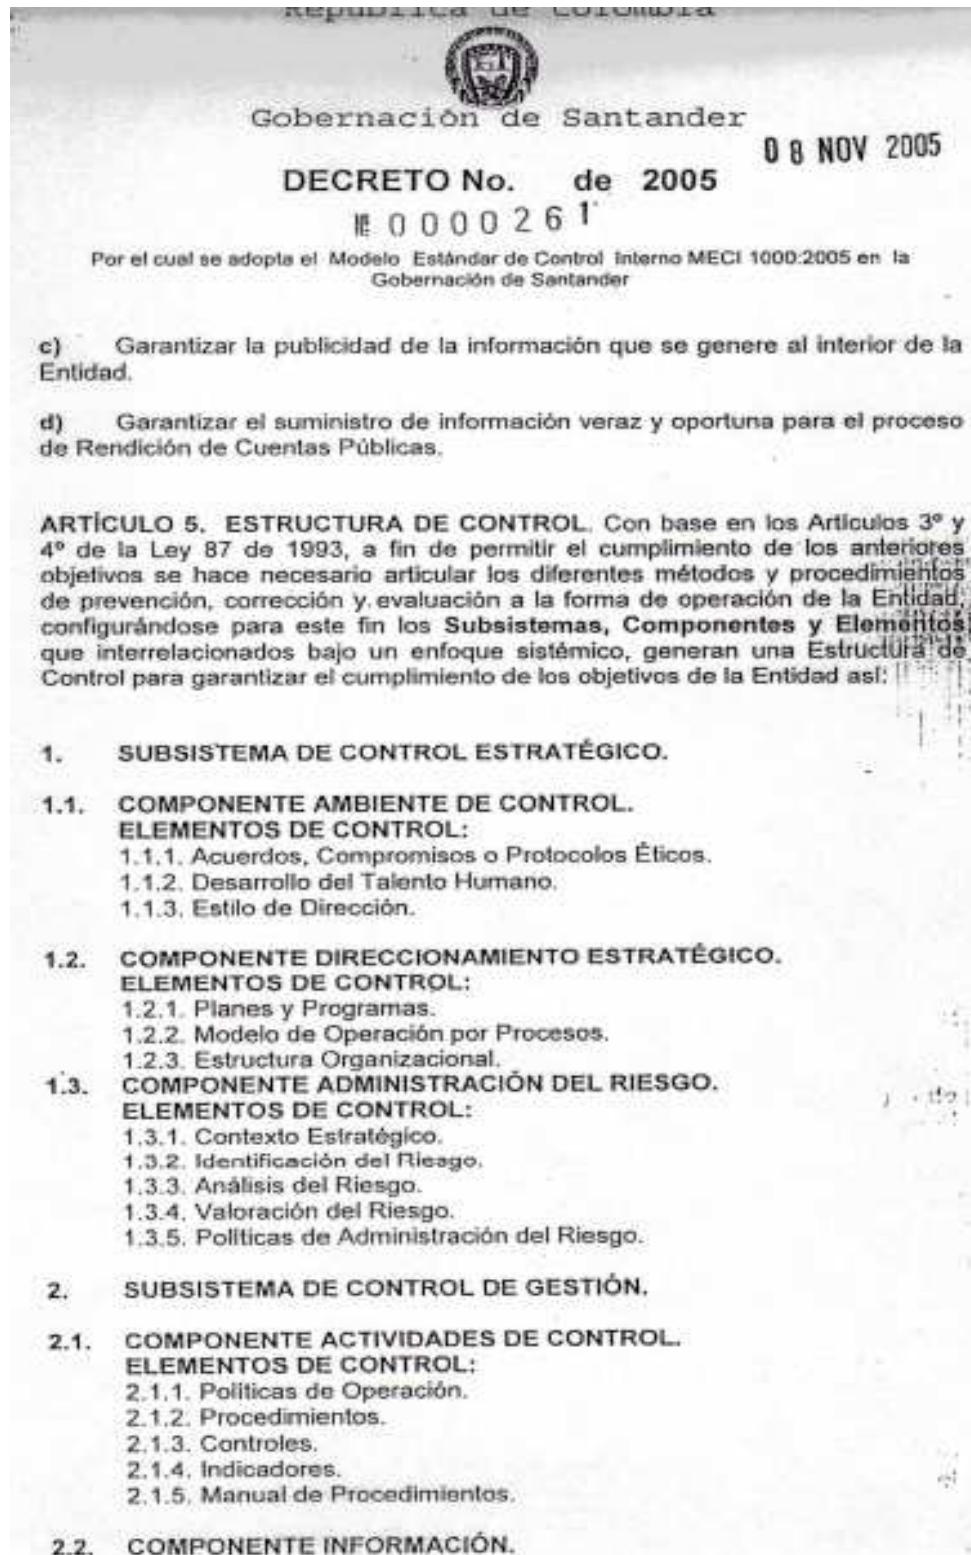 República de Colombia
Gobernación de Santander
08 NOV 2005
DECRETO No. de 2005
№ 0000261
Por el cual se adopta el Modelo Estándar de Control Interno MECI 1000:2005 en la
Gobernación de Santander
c) Garantizar la publicidad de la información que se genere al interior de la
Entidad.
d) Garantizar el suministro de información veraz y oportuna para el proceso
de Rendición de Cuentas Públicas.
ARTÍCULO 5. ESTRUCTURA DE CONTROL. Con base en los Artículos 3º y
4º de la Ley 87 de 1993, a fin de permitir el cumplimiento de los anteriores
objetivos se hace necesario articular los diferentes métodos y procedimientos
de prevención, corrección y evaluación a la forma de operación de la Entidad,
configurándose para este fin los Subsistemas, Componentes y Elementos
que interrelacionados bajo un enfoque sistémico, generan una Estructura de
Control para garantizar el cumplimiento de los objetivos de la Entidad así:
1. SUBSISTEMA DE CONTROL ESTRATÉGICO.
1.1. COMPONENTE AMBIENTE DE CONTROL.
ELEMENTOS DE CONTROL:
1.1.1. Acuerdos, Compromisos o Protocolos Éticos.
1.1.2. Desarrollo del Talento Humano.
1.1.3. Estilo de Dirección.
1.2. COMPONENTE DIRECCIONAMIENTO ESTRATÉGICO.
ELEMENTOS DE CONTROL:
1.2.1. Planes y Programas.
1.2.2. Modelo de Operación por Procesos.
1.2.3. Estructura Organizacional.
1.3. COMPONENTE ADMINISTRACIÓN DEL RIESGO.
ELEMENTOS DE CONTROL:
1.3.1. Contexto Estratégico.
1.3.2. Identificación del Riesgo.
1.3.3. Análisis del Riesgo.
1.3.4. Valoración del Riesgo.
1.3.5. Políticas de Administración del Riesgo.
2. SUBSISTEMA DE CONTROL DE GESTIÓN.
2.1. COMPONENTE ACTIVIDADES DE CONTROL.
ELEMENTOS DE CONTROL:
2.1.1. Políticas de Operación.
2.1.2. Procedimientos.
2.1.3. Controles.
2.1.4. Indicadores.
2.1.5. Manual de Procedimientos.
2.2. COMPONENTE INFORMACIÓN.